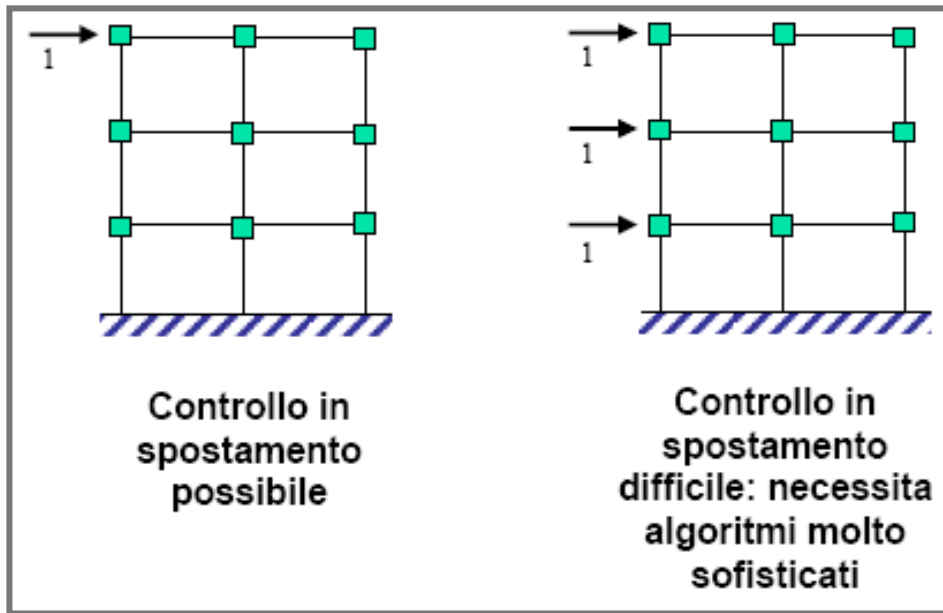 1
Controllo in
spostamento
possibile
1
1
1
Controllo in
spostamento
difficile: necessita
algoritmi molto
sofisticati